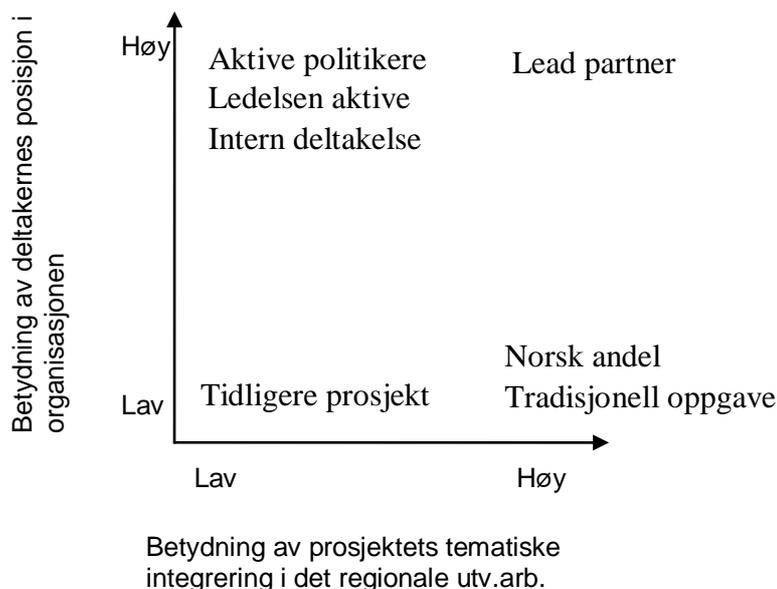 Betydning av deltakernes posisjon i
organisasjonen
Høy
Aktive politikere
Ledelsen aktive
Intern deltakelse
Lead partner
Lav
Tidligere prosjekt
Norsk andel
Tradisjonell oppgave
Lav
Høy
Betydning av prosjektets tematiske
integrering i det regionale utv.arb.